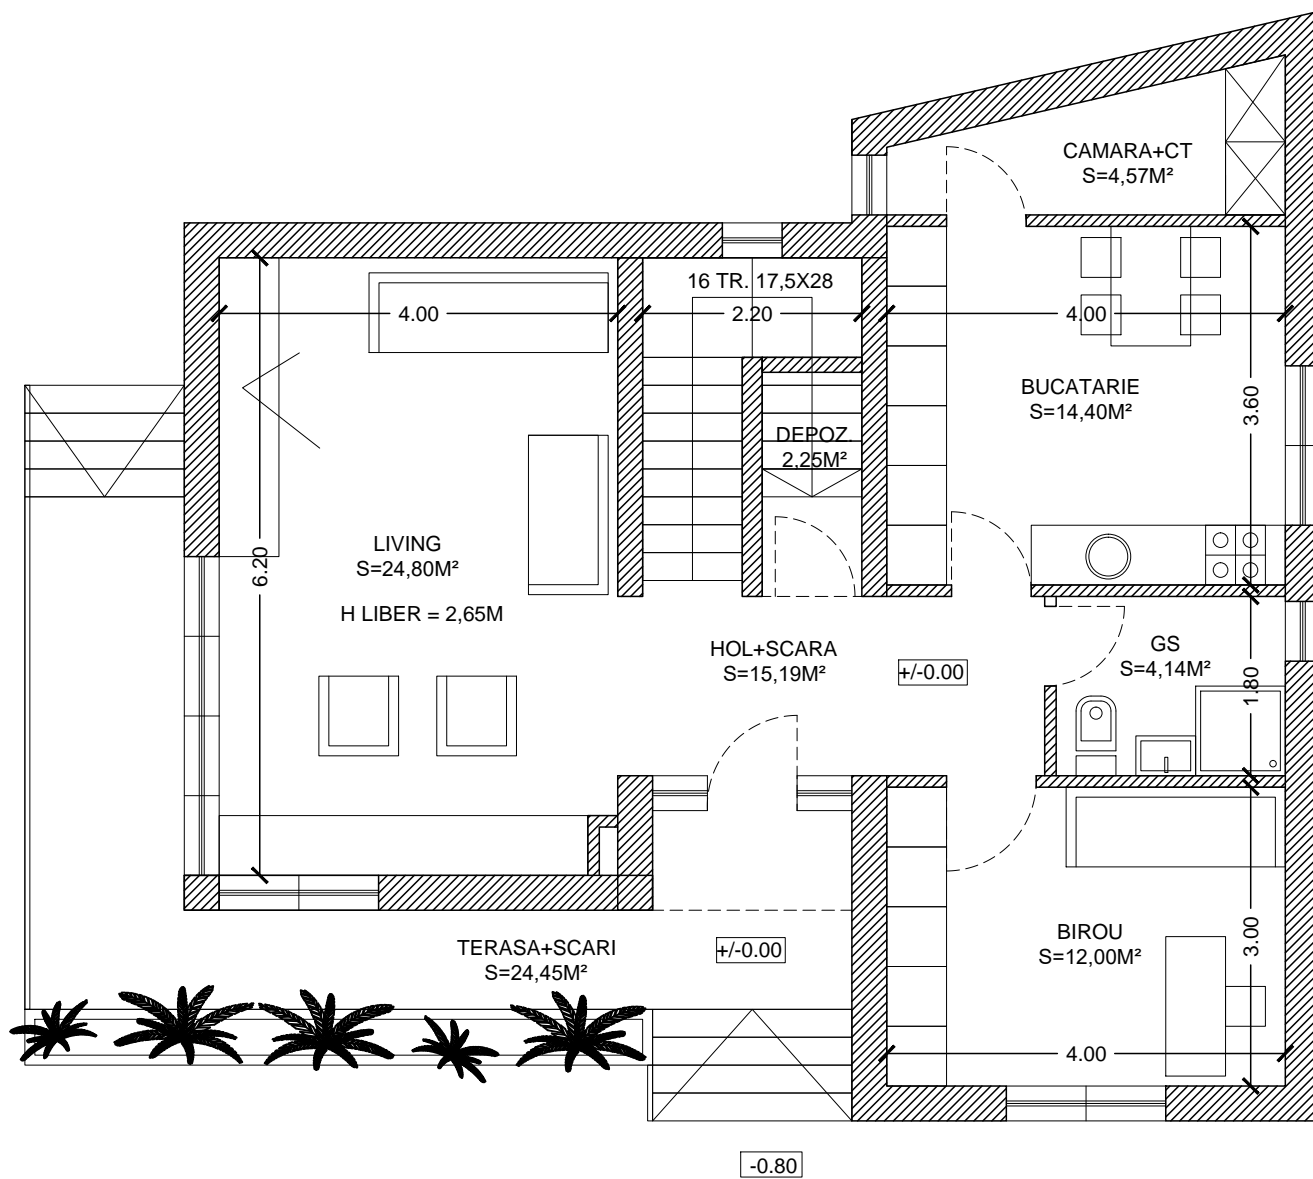 CAMARA+CT
S=4,57M²
16 TR. 17,5X28
4.00
2.20
4.00
BUCATARIE
S=14,40M²
3.60
DEPOZ.
2,25M²
LIVING
S=24,80M²
6.20
H LIBER = 2,65M
HOL+SCARA
S=15,19M²
+/-0.00
GS
S=4,14M²
1.80
TERASA+SCARI
S=24,45M²
+/-0.00
BIROU
S=12,00M²
3.00
4.00
-0.80